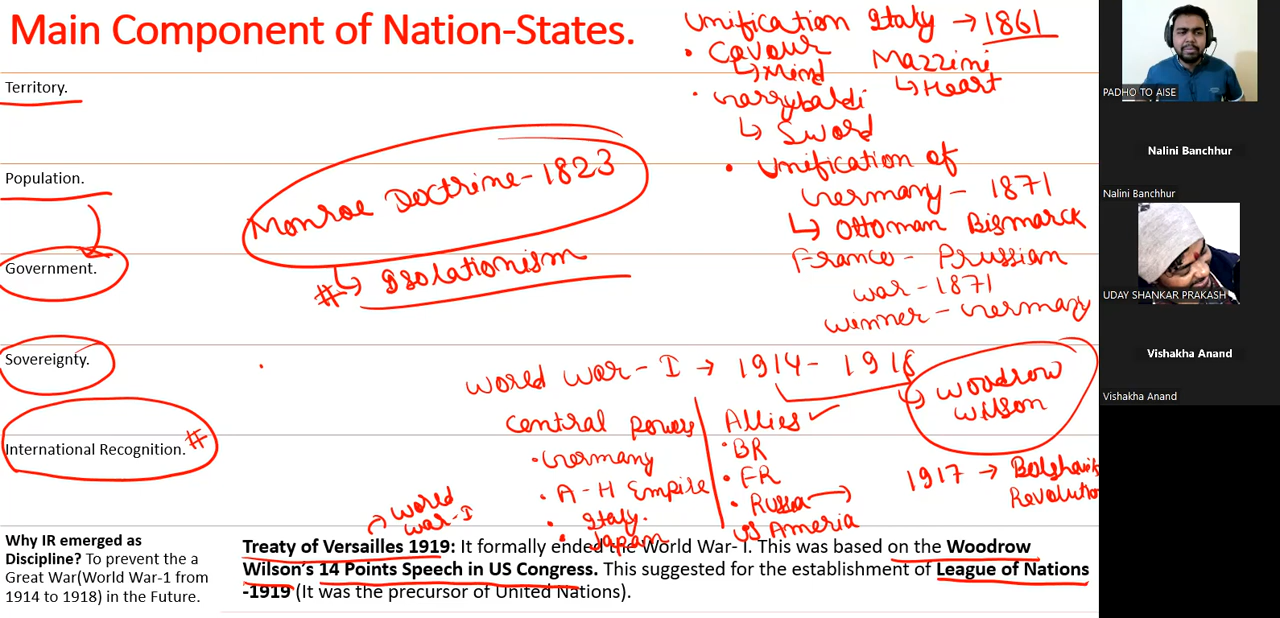 Main Component of Nation-States.
Territory.
Population.
Government.
Sovereignty.
International Recognition. #
Monroe Doctrine - 1823
# ↳ Isolationism
Unification Italy → 1861
• Cavour
↳ Mind
Mazzini
↳ Heart
• Garrybaldi
↳ Sword
• Unification of
Germany - 1871
↳ Ottoman Bismarck
Franco - Prussian
war - 1871
Winner - Germany
World War - I → 1914 - 1918
↳ Woodrow
Wilson
Central Powers
• Germany
• A - H Empire
• Italy.
• Japan
Allies ✓
• BR
• FR
• Russia
US Ameria
1917 → Bolshavik
Revolution
World
War - I
Why IR emerged as
Discipline? To prevent the a
Great War(World War-1 from
1914 to 1918) in the Future.
Treaty of Versailles 1919: It formally ended the World War- I. This was based on the Woodrow
Wilson's 14 Points Speech in US Congress. This suggested for the establishment of League of Nations
-1919 (It was the precursor of United Nations).
PADHO TO AISE
Nalini Banchhur
Nalini Banchhur
UDAY SHANKAR PRAKASH
Vishakha Anand
Vishakha Anand